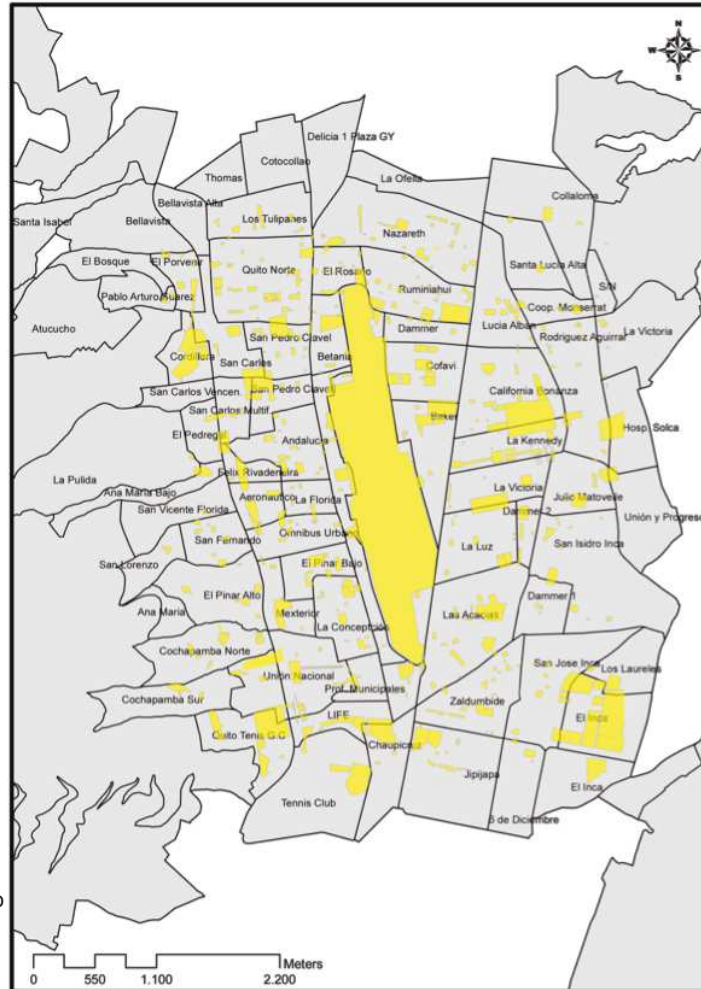 N
W E
S
Delicia 1 Plaza GY
Cotocollao
La Ofelia
Thomas
Collaloma
Bellavista Alta
Santa Isabel
Bellavista
Los Tulipanes
Nazareth
El Bosque
El Porvenir
Quito Norte
El Rosario
Santa Lucia Alta
Pablo Arturo Suarez
Ruminiahui
S/N
Coop. Monserrat
Atucucho
Dammer
Lucia Alban
Rodriguez Aguirrar
La Victoria
San Pedro Clavel
Cordillera
San Carlos
Betania
Cofavi
San Carlos Vencen.
San Pedro Clavel
California Bonanza
San Carlos Multif.
Baker
El Pedregal
Andalucia
La Kennedy
Hosp. Solca
Felix Rivadeneira
La Pulida
Ana Maria Bajo
Aeronautico
La Florida
La Victoria
Julio Matovelle
San Vicente Florida
Dammer 2
Unión y Progreso
San Fernando
Omnibus Urbano
La Luz
San Isidro Inca
San Lorenzo
El Pinar Bajo
El Pinar Alto
Dammer 1
Ana Maria
Mexterior
La Concepción
Las Acacias
Cochapamba Norte
San Jose Inca
Los Laureles
Unión Nacional
Prof. Municipales
Cochapamba Sur
Zaldumbide
LIFE
El Inca
Quito Tenis G.C
Chaupicruz
Jipijapa
El Inca
Tennis Club
6 de Diciembre
Meters
0 550 1.100 2.200